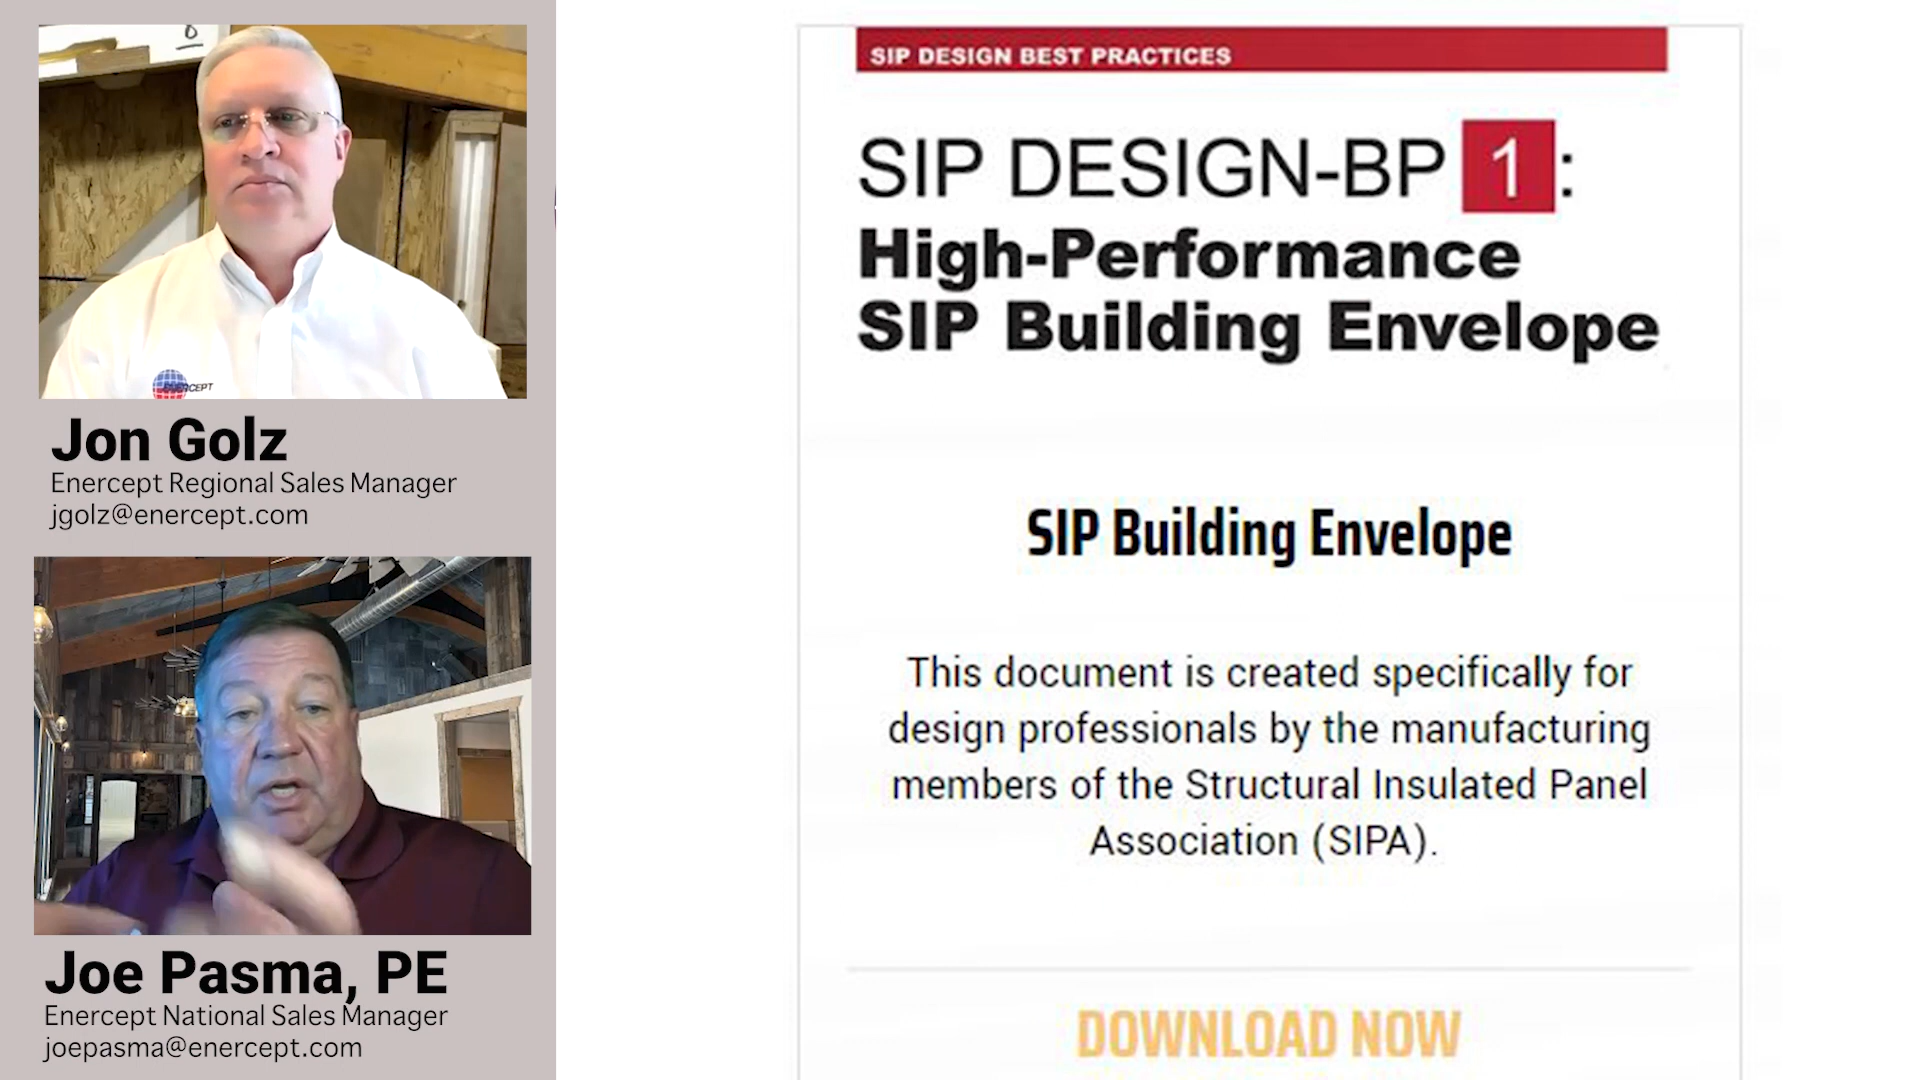 8
ENERCEPT
Jon Golz
Enercept Regional Sales Manager
jgolz@enercept.com
Joe Pasma, PE
Enercept National Sales Manager
joepasma@enercept.com
SIP DESIGN BEST PRACTICES
SIP DESIGN-BP 1:
High-Performance
SIP Building Envelope
SIP Building Envelope
This document is created specifically for
design professionals by the manufacturing
members of the Structural Insulated Panel
Association (SIPA).
DOWNLOAD NOW